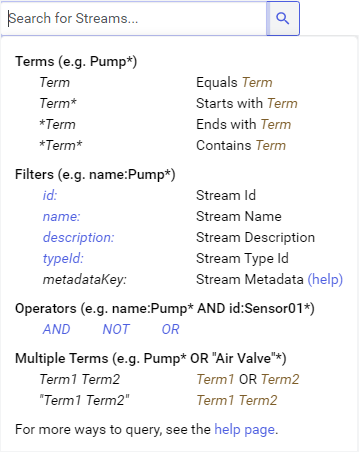 Search for Streams...
Terms (e.g. Pump*)
Term Equals Term
Term* Starts with Term
*Term Ends with Term
*Term* Contains Term
Filters (e.g. name:Pump*)
id: Stream Id
name: Stream Name
description: Stream Description
typeId: Stream Type Id
metadataKey: Stream Metadata (help)
Operators (e.g. name:Pump* AND id:Sensor01*)
AND NOT OR
Multiple Terms (e.g. Pump* OR "Air Valve"*)
Term1 Term2 Term1 OR Term2
"Term1 Term2" Term1 Term2
For more ways to query, see the help page.